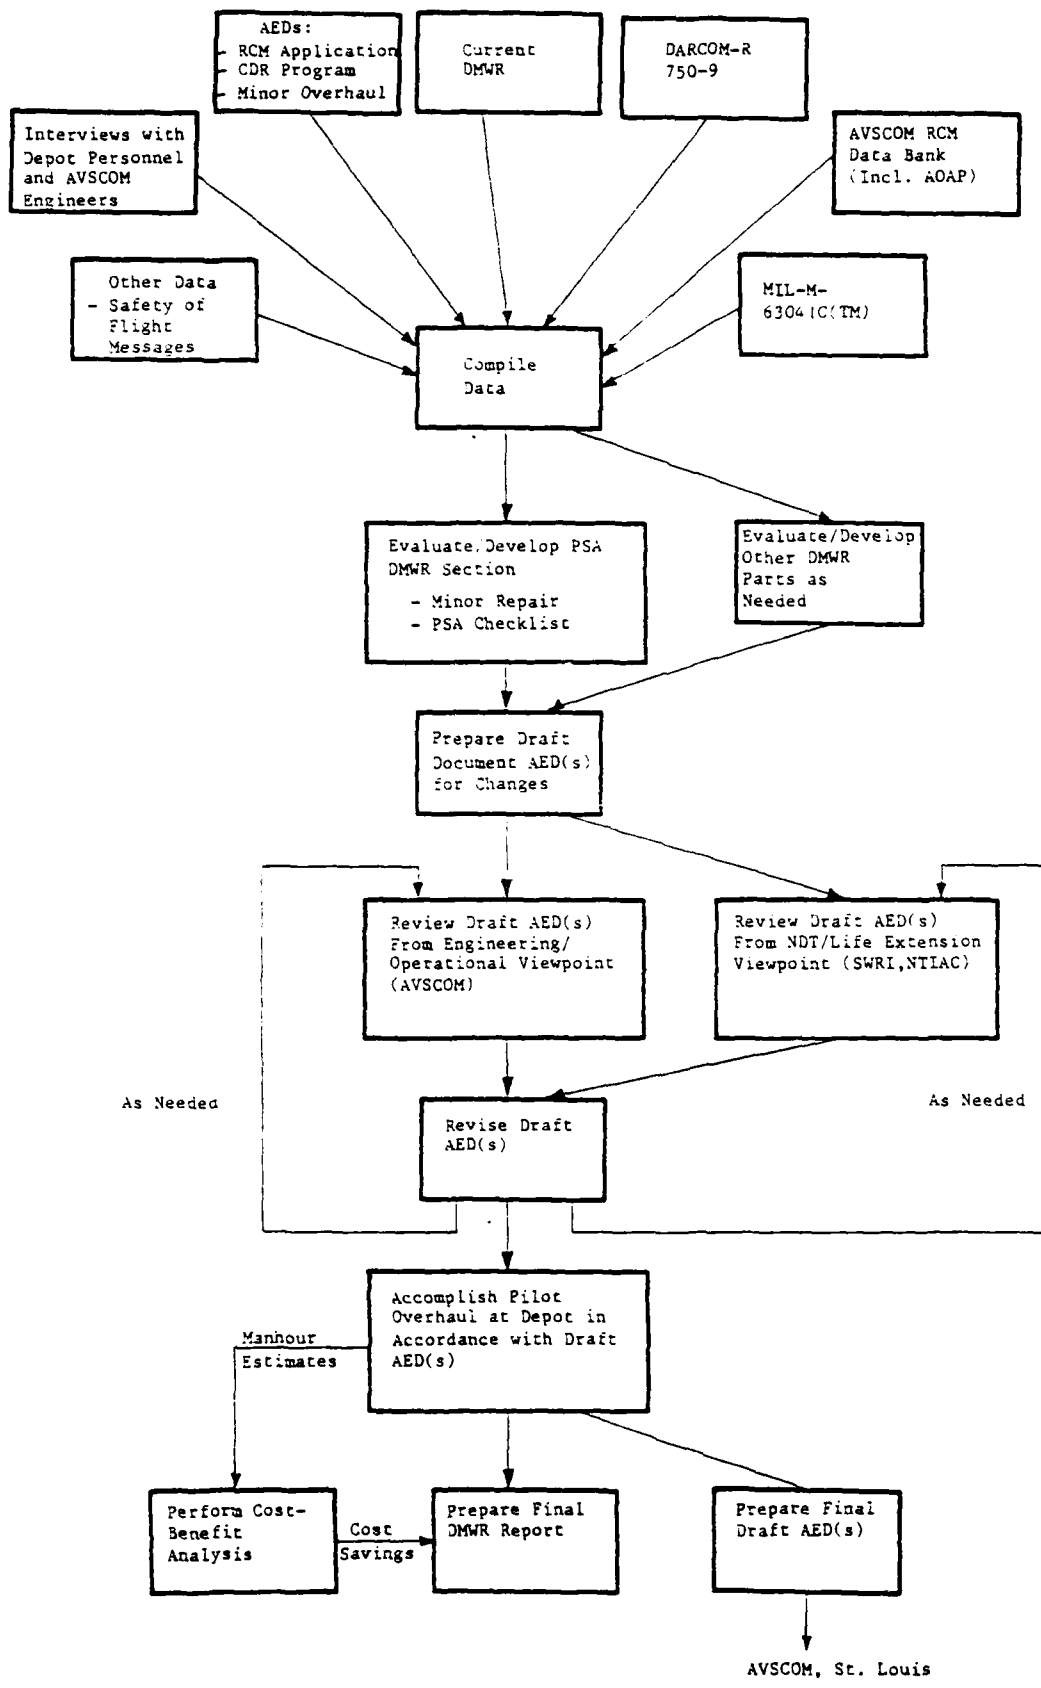 AEDs:
- RCM Application
- CDR Program
- Minor Overhaul
Current
DMWR
DARCOM-R
750-9
Interviews with
Depot Personnel
and AVSCOM
Engineers
AVSCOM RCM
Data Bank
(Incl. AOAP)
Other Data
- Safety of
Flight
Messages
MIL-M-
63041C(TM)
Compile
Data
Evaluate/Develop PSA
DMWR Section
- Minor Repair
- PSA Checklist
Evaluate/Develop
Other DMWR
Parts as
Needed
Prepare Draft
Document AED(s)
for Changes
Review Draft AED(s)
From Engineering/
Operational Viewpoint
(AVSCOM)
Review Draft AED(s)
From NDT/Life Extension
Viewpoint (SWRI,NTIAC)
As Needed
As Needed
Revise Draft
AED(s)
Accomplish Pilot
Overhaul at Depot in
Accordance with Draft
AED(s)
Manhour
Estimates
Perform Cost-
Benefit
Analysis
Cost
Savings
Prepare Final
DMWR Report
Prepare Final
Draft AED(s)
AVSCOM, St. Louis